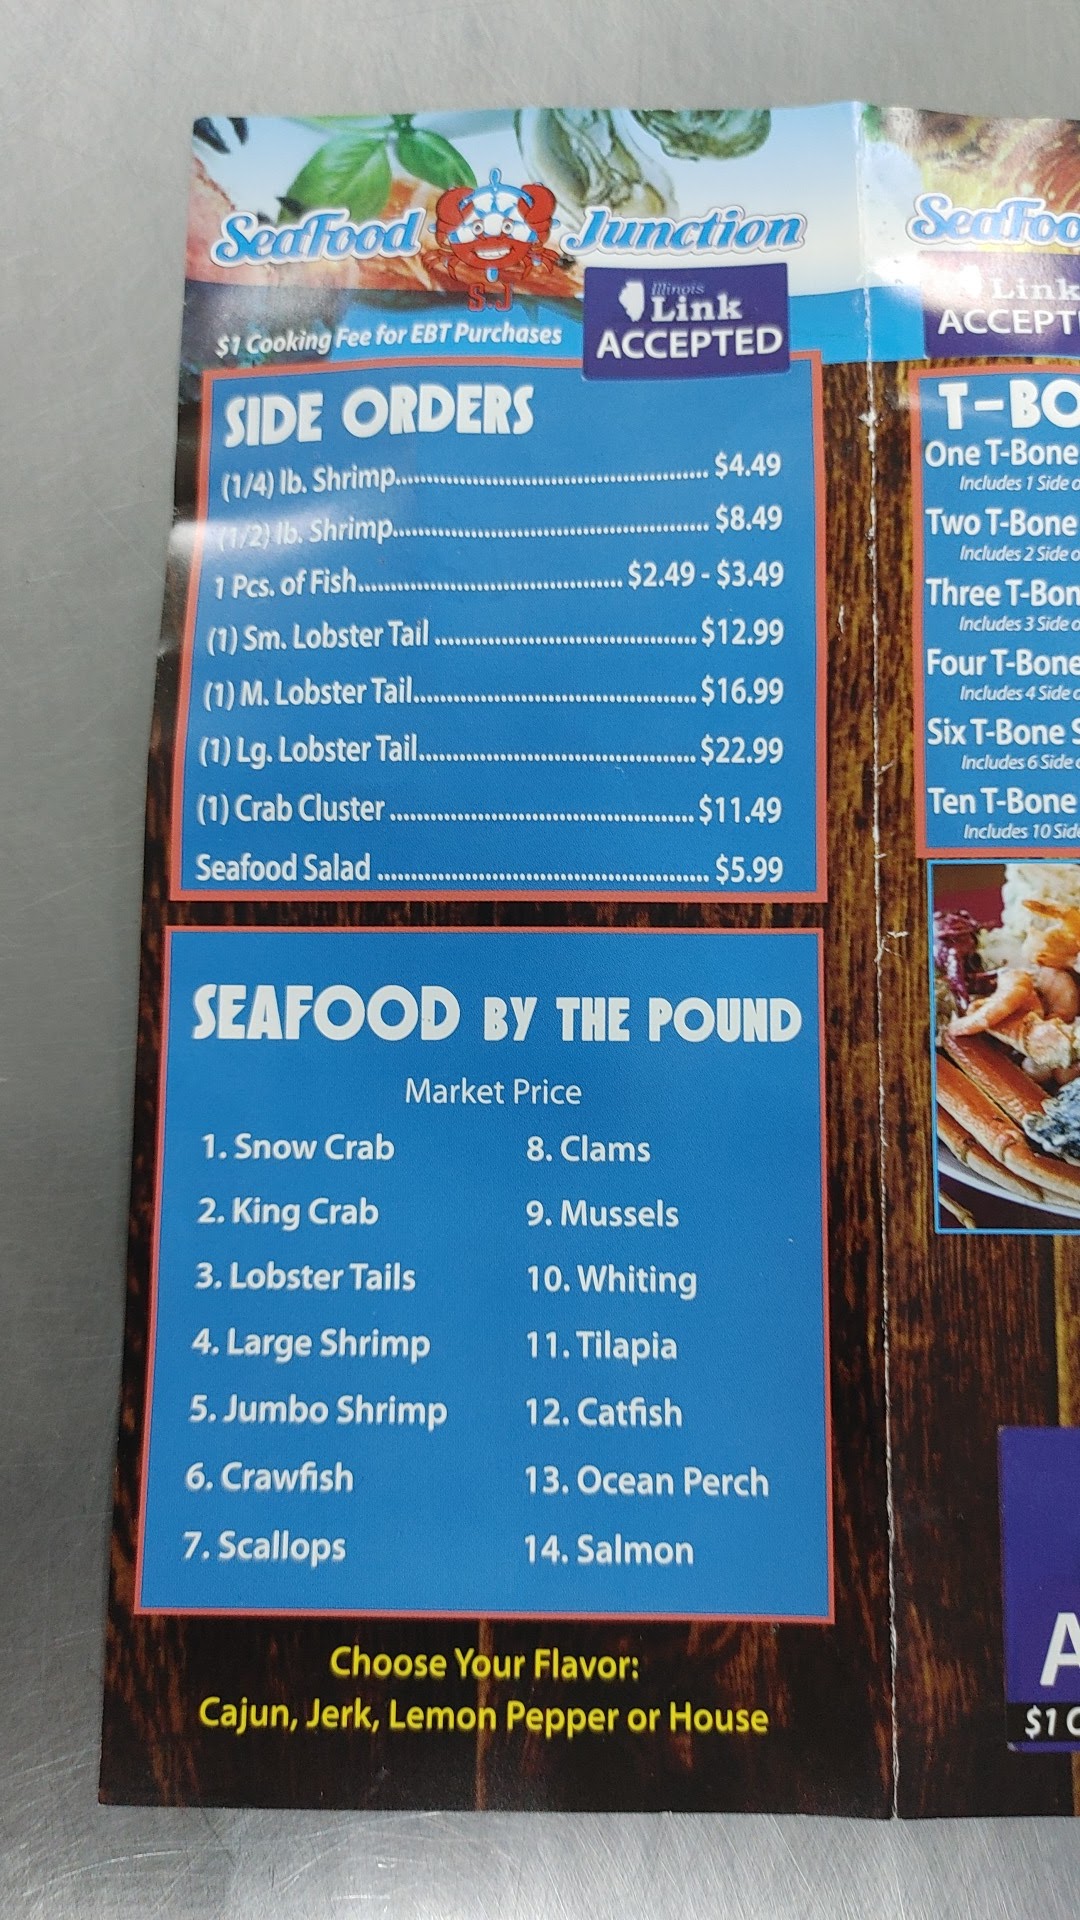 SeaFood Junction
S.J
Illinois
Link
ACCEPTED
$1 Cooking Fee for EBT Purchases
SIDE ORDERS
(1/4) lb. Shrimp........ $4.49
(1/2) lb. Shrimp........ $8.49
1 Pcs. of Fish........ $2.49 - $3.49
(1) Sm. Lobster Tail ........ $12.99
(1) M. Lobster Tail........ $16.99
(1) Lg. Lobster Tail........ $22.99
(1) Crab Cluster ........ $11.49
Seafood Salad ........ $5.99
SEAFOOD BY THE POUND
Market Price
1. Snow Crab
2. King Crab
3. Lobster Tails
4. Large Shrimp
5. Jumbo Shrimp
6. Crawfish
7. Scallops
8. Clams
9. Mussels
10. Whiting
11. Tilapia
12. Catfish
13. Ocean Perch
14. Salmon
Choose Your Flavor:
Cajun, Jerk, Lemon Pepper or House
SeaFoo
Link
ACCEPT
T-BO
One T-Bone
Includes 1 Side o
Two T-Bone
Includes 2 Side o
Three T-Bon
Includes 3 Side o
Four T-Bone
Includes 4 Side o
Six T-Bone S
Includes 6 Side o
Ten T-Bone
Includes 10 Side
A
$1 C